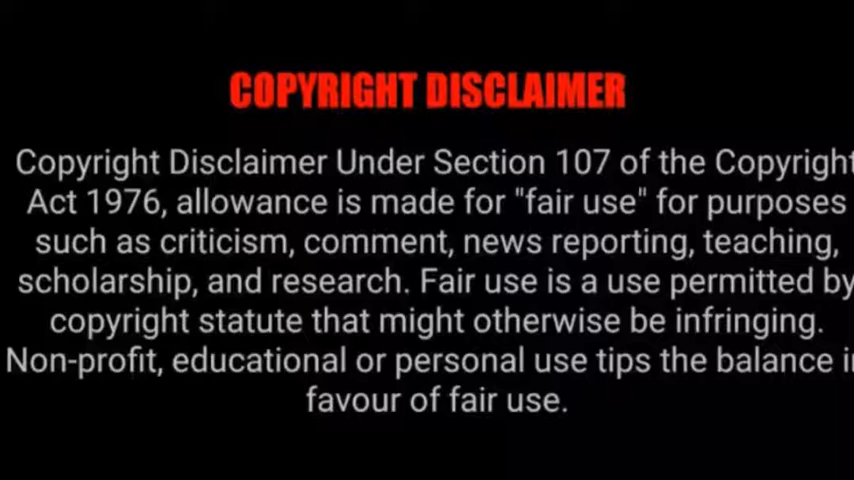 COPYRIGHT DISCLAIMER
Copyright Disclaimer Under Section 107 of the Copyright
Act 1976, allowance is made for "fair use" for purposes
such as criticism, comment, news reporting, teaching,
scholarship, and research. Fair use is a use permitted by
copyright statute that might otherwise be infringing.
Non-profit, educational or personal use tips the balance in
favour of fair use.